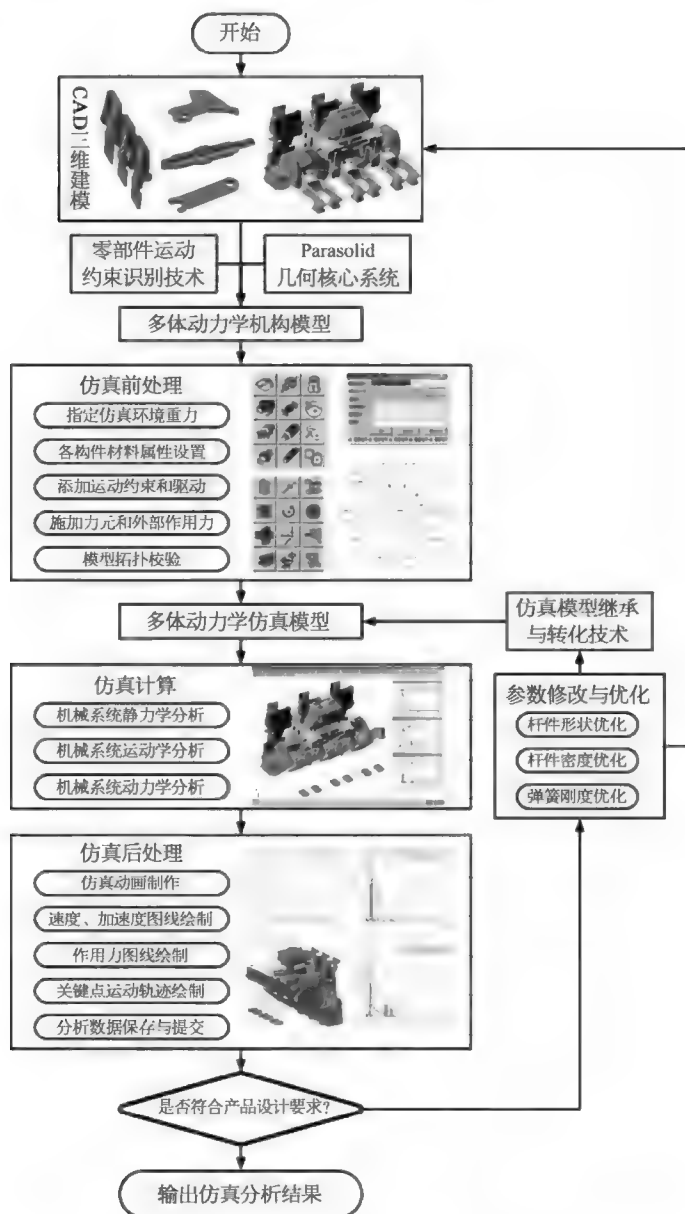 开始
CAD三维建模
零部件运动
约束识别技术
Parasolid
几何核心系统
多体动力学机构模型
仿真前处理
指定仿真环境重力
各构件材料属性设置
添加运动约束和驱动
施加力元和外部作用力
模型拓扑校验
多体动力学仿真模型
仿真模型继承
与转化技术
仿真计算
机械系统静力学分析
机械系统运动学分析
机械系统动力学分析
参数修改与优化
杆件形状优化
杆件密度优化
弹簧刚度优化
仿真后处理
仿真动画制作
速度、加速度图线绘制
作用力图线绘制
关键点运动轨迹绘制
分析数据保存与提交
是否符合产品设计要求?
输出仿真分析结果